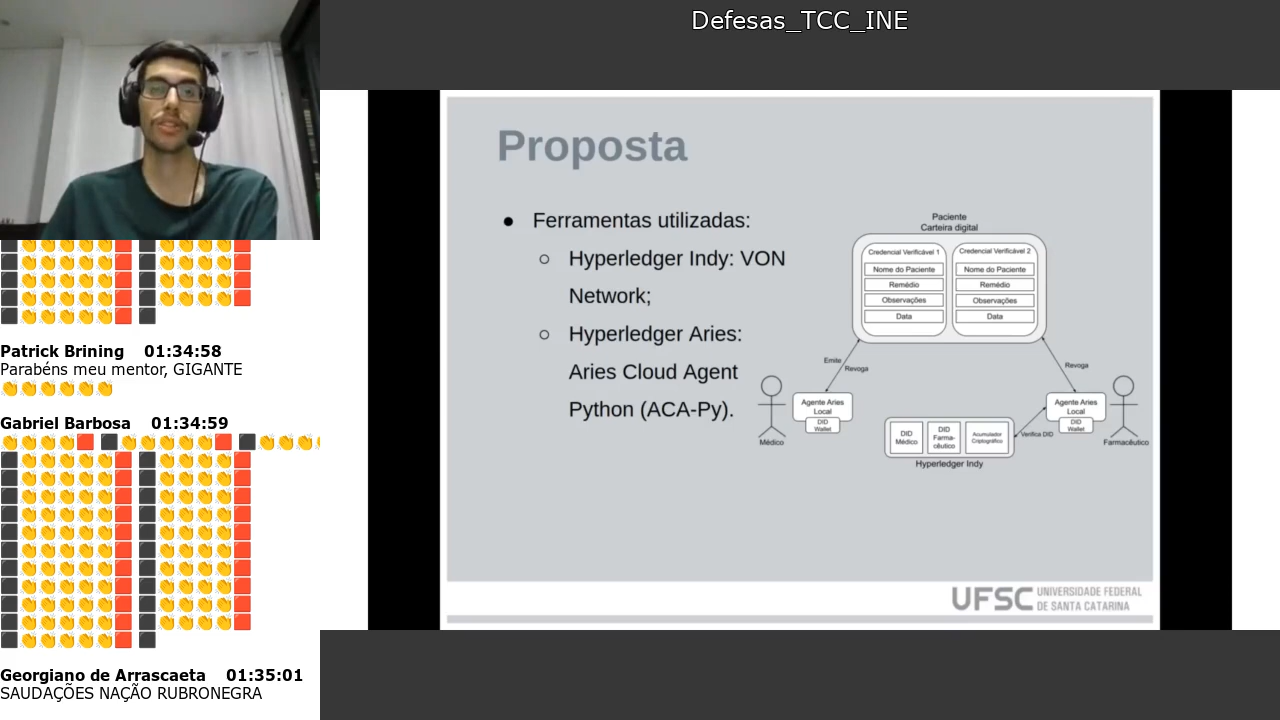 Defesas_TCC_INE
Patrick Brining 01:34:58
Parabéns meu mentor, GIGANTE
👏👏👏👏👏👏
Gabriel Barbosa 01:34:59
Georgiano de Arrascaeta 01:35:01
SAUDAÇÕES NAÇÃO RUBRONEGRA
Proposta
● Ferramentas utilizadas:
○ Hyperledger Indy: VON
Network;
○ Hyperledger Aries:
Aries Cloud Agent
Python (ACA-Py).
Paciente
Carteira digital
Credencial Verificável 1
Nome do Paciente
Remédio
Observações
Data
Credencial Verificável 2
Nome do Paciente
Remédio
Observações
Data
Emite
Revoga
Revoga
Agente Aries
Local
DID
Wallet
Médico
Agente Aries
Local
DID
Wallet
Farmacêutico
DID
Médico
DID
Farma-
cêutico
Acumulador
Criptográfico
Verifica DID
Hyperledger Indy
UFSC UNIVERSIDADE FEDERAL
DE SANTA CATARINA